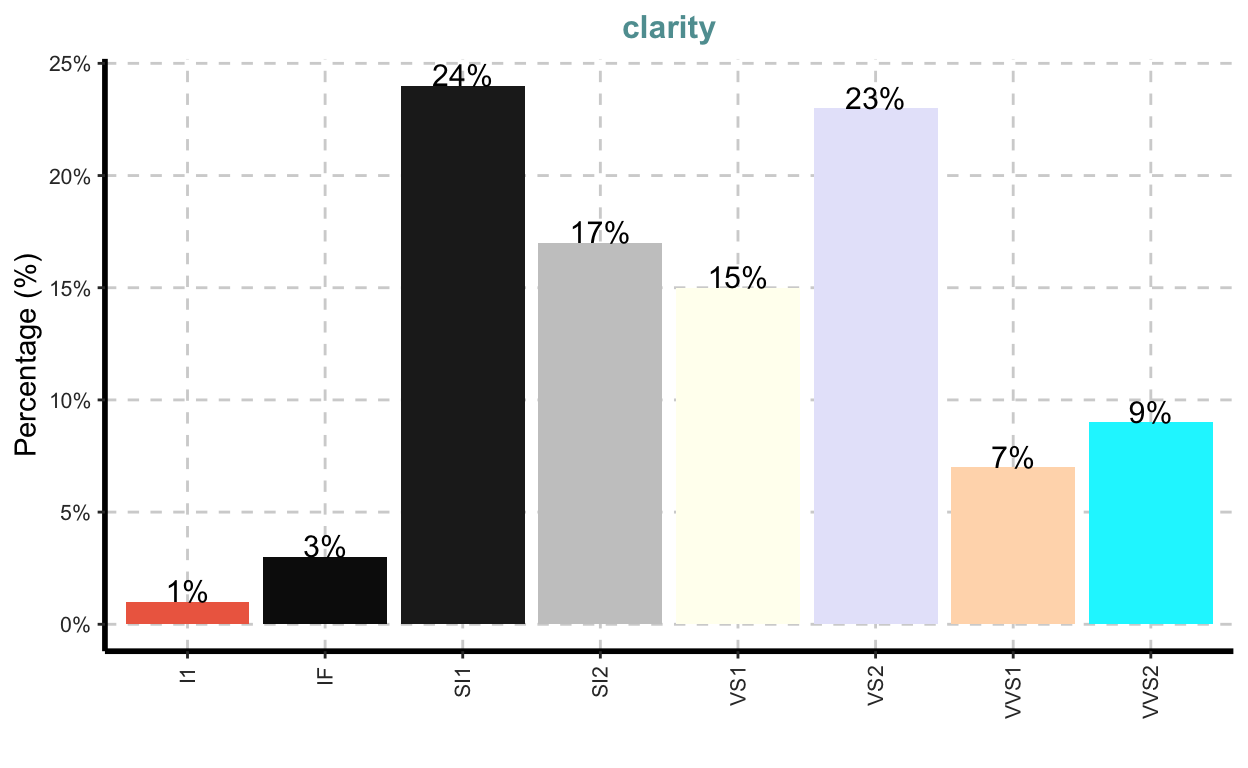 clarity
Percentage (%)
25%
20%
15%
10%
5%
0%
1%
3%
24%
17%
15%
23%
7%
9%
I1
IF
SI1
SI2
VS1
VS2
VVS1
VVS2